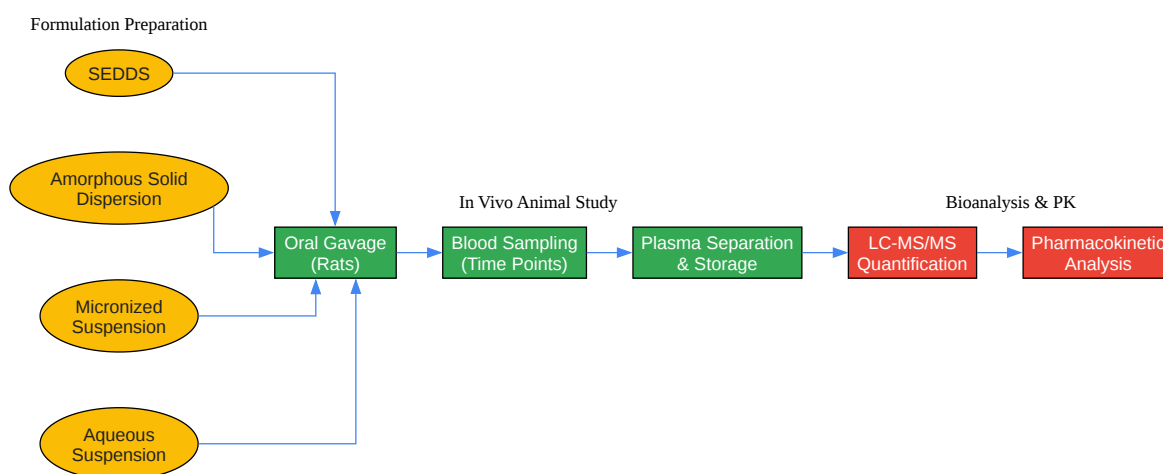 Formulation Preparation
SEDDS
Amorphous Solid
Dispersion
Micronized
Suspension
Aqueous
Suspension
In Vivo Animal Study
Oral Gavage
(Rats)
Blood Sampling
(Time Points)
Plasma Separation
& Storage
Bioanalysis & PK
LC-MS/MS
Quantification
Pharmacokinetic
Analysis